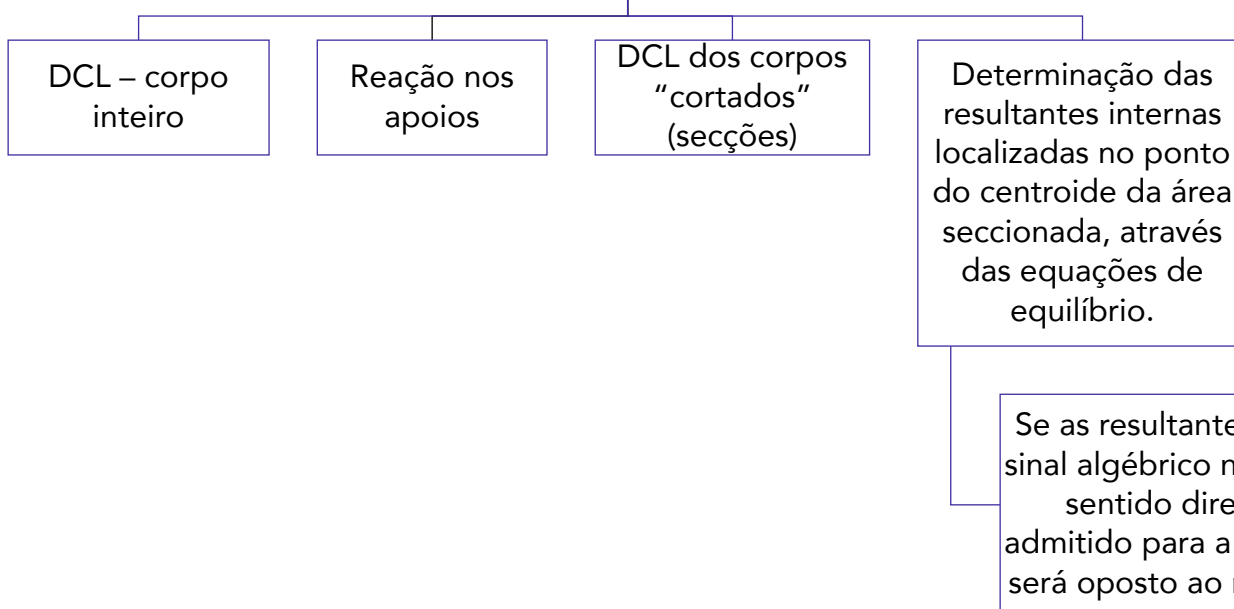 DCL – corpo
inteiro
Reação nos
apoios
DCL dos corpos
“cortados”
(secções)
Determinação das
resultantes internas
localizadas no ponto
do centroide da área
seccionada, através
das equações de
equilíbrio.
Se as
sinal algébrico
sentido
admitido para a
será oposto ao